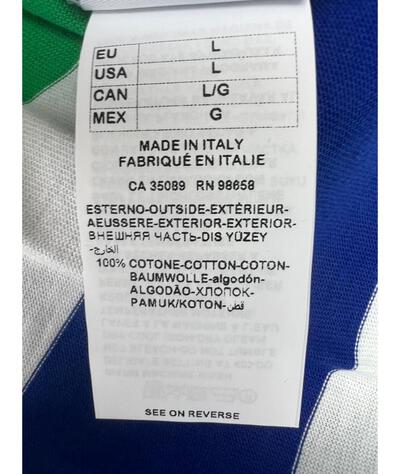 EU L
USA L
CAN L/G
MEX G
MADE IN ITALY
FABRIQUÉ EN ITALIE
CA 35089 RN 98658
ESTERNO-OUTSIDE-EXTÉRIEUR-
AEUSSERE-EXTERIOR-EXTERIOR-
ВНЕШНЯЯ ЧАСТЬ-DIS YÜZEY
-الخارج
100% COTONE-COTTON-COTON-
BAUMWOLLE-algodón-
ALGODÃO-ХЛОПОК-
PAMUK/KOTON- قطن
SEE ON REVERSE